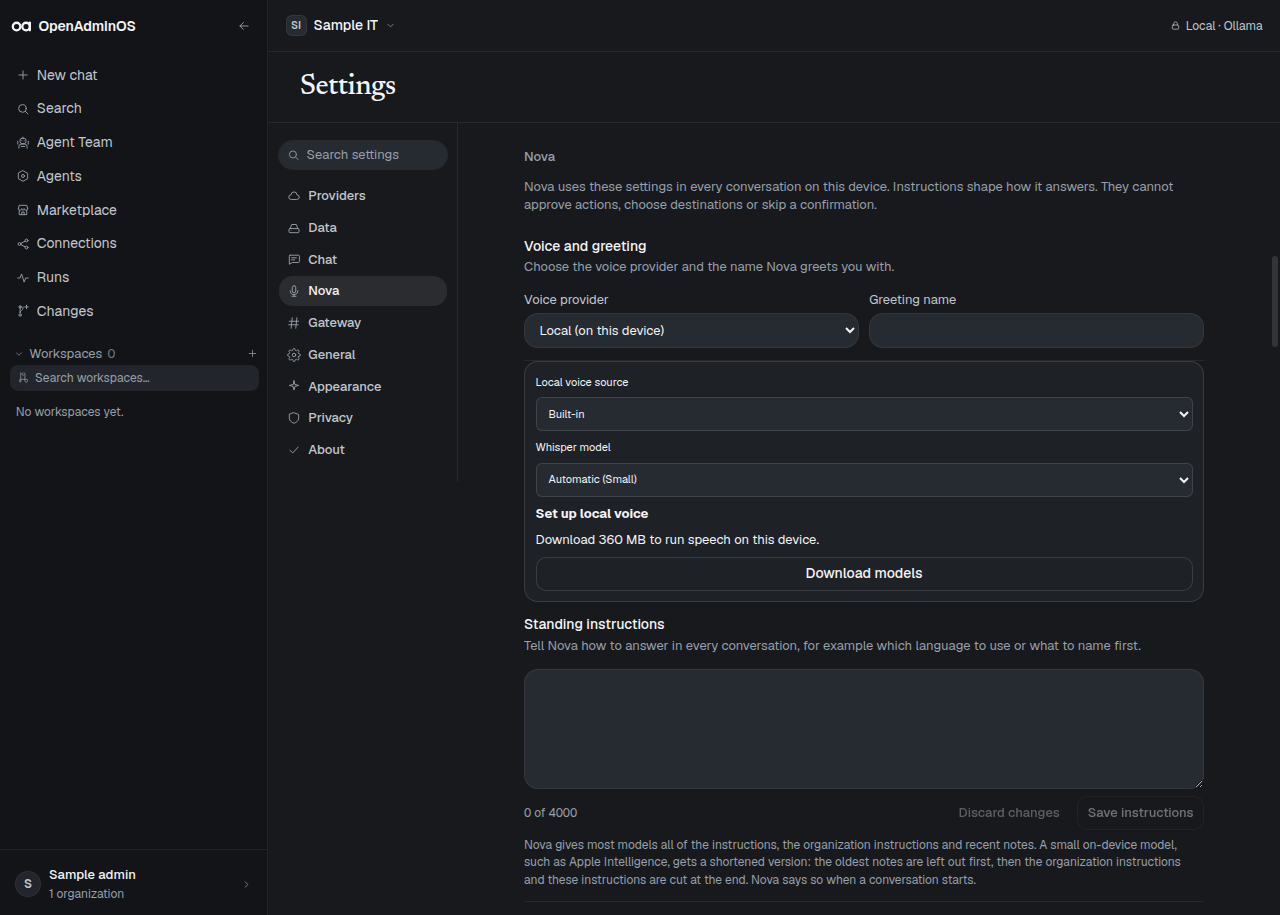 OpenAdminOS
New chat
Search
Agent Team
Agents
Marketplace
Connections
Runs
Changes
Workspaces 0
Search workspaces…
No workspaces yet.
S
Sample admin
1 organization
SI Sample IT
Local · Ollama
Settings
Search settings
Providers
Data
Chat
Nova
Gateway
General
Appearance
Privacy
About
Nova
Nova uses these settings in every conversation on this device. Instructions shape how it answers. They cannot
approve actions, choose destinations or skip a confirmation.
Voice and greeting
Choose the voice provider and the name Nova greets you with.
Voice provider
Greeting name
Local (on this device)
Local voice source
Built-in
Whisper model
Automatic (Small)
Set up local voice
Download 360 MB to run speech on this device.
Download models
Standing instructions
Tell Nova how to answer in every conversation, for example which language to use or what to name first.
0 of 4000
Discard changes
Save instructions
Nova gives most models all of the instructions, the organization instructions and recent notes. A small on-device model,
such as Apple Intelligence, gets a shortened version: the oldest notes are left out first, then the organization instructions
and these instructions are cut at the end. Nova says so when a conversation starts.